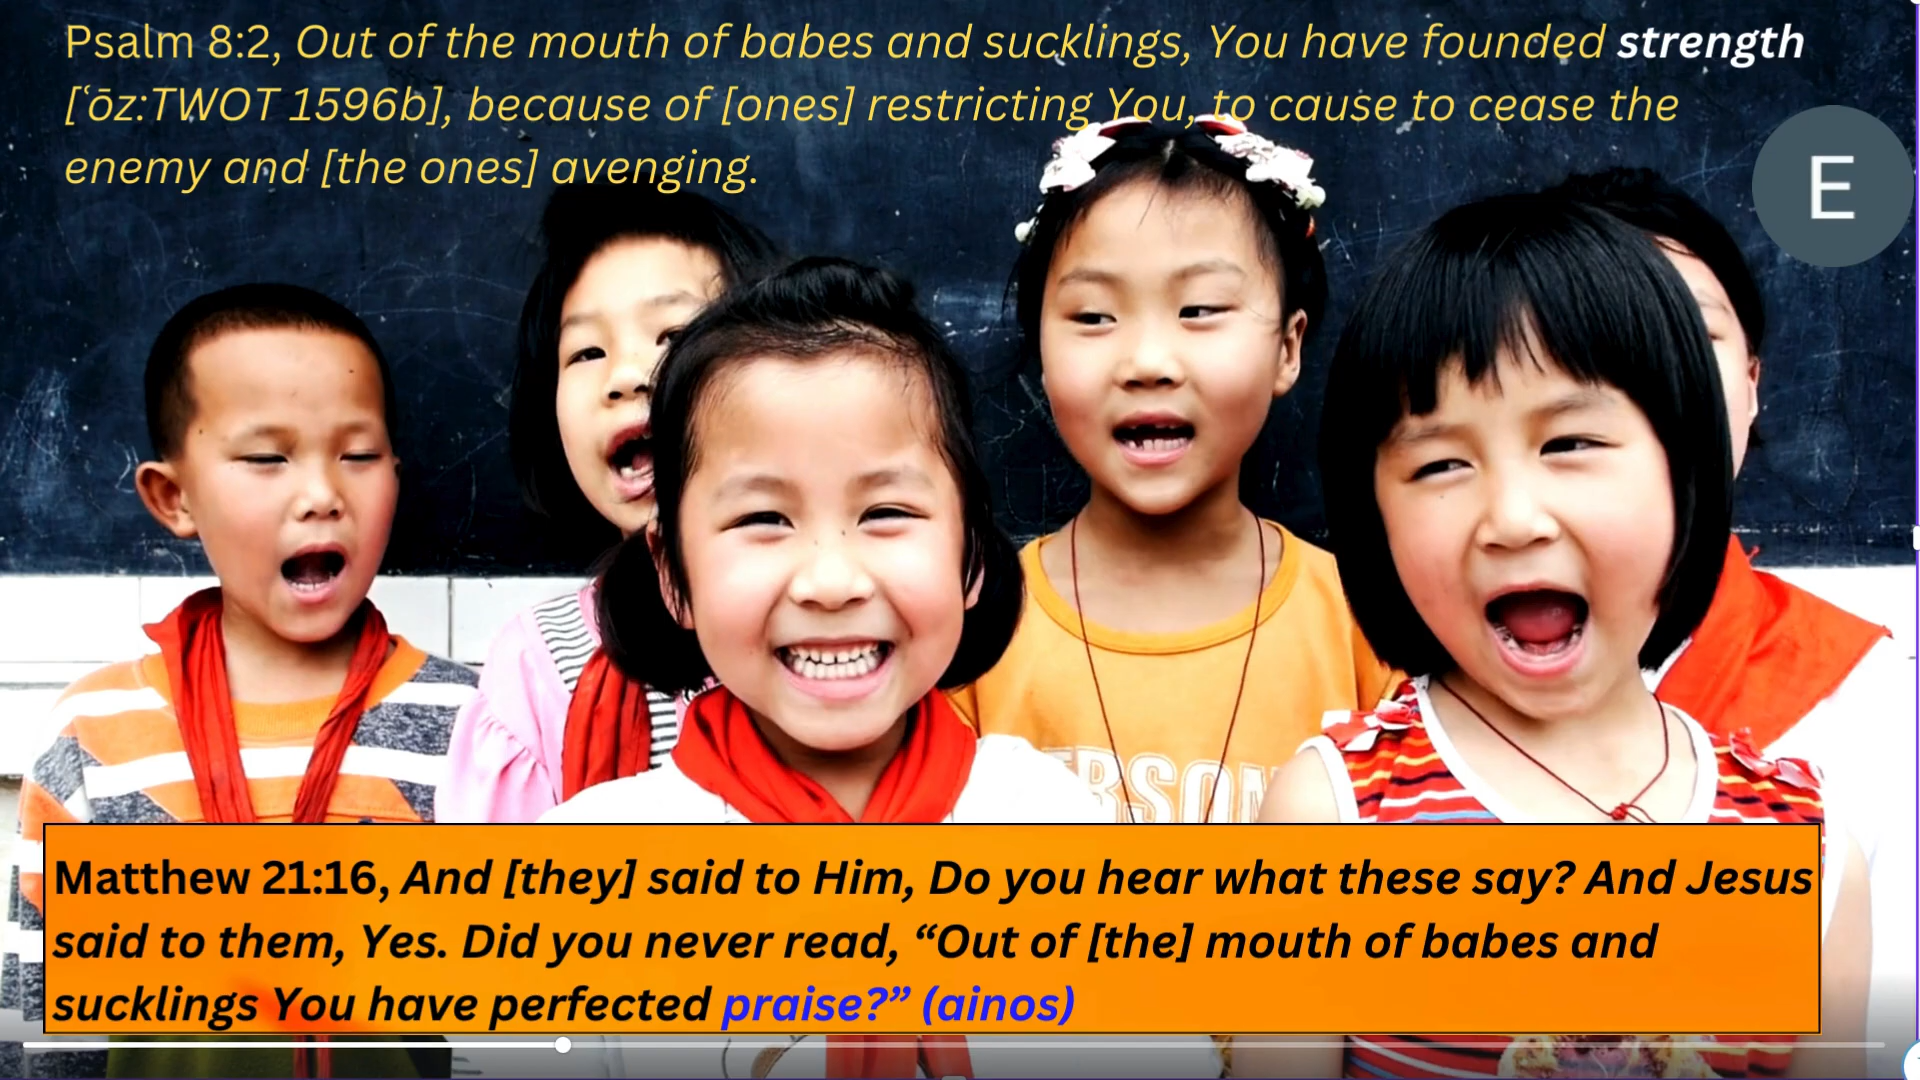 Psalm 8:2, Out of the mouth of babes and sucklings, You have founded strength
[ʿōz:TWOT 1596b], because of [ones] restricting You, to cause to cease the
enemy and [the ones] avenging.
E
ERSON
Matthew 21:16, And [they] said to Him, Do you hear what these say? And Jesus
said to them, Yes. Did you never read, “Out of [the] mouth of babes and
sucklings You have perfected praise?” (ainos)